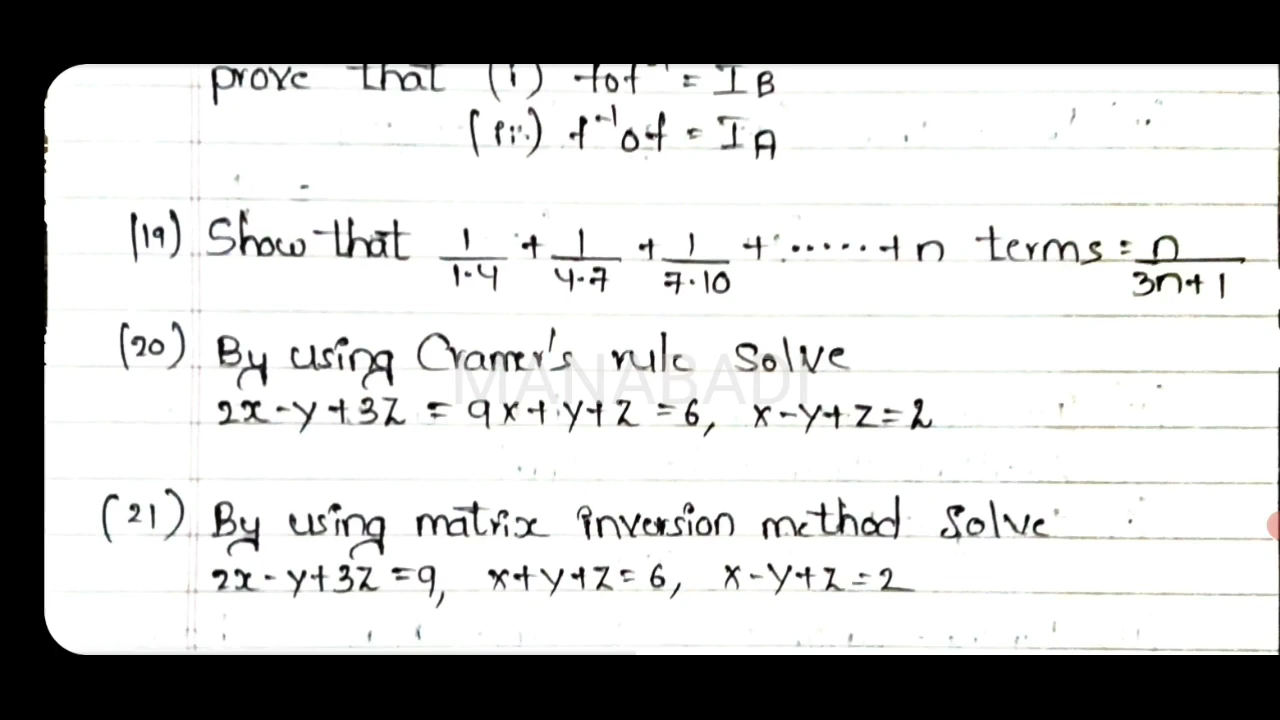 prove that (i) fof⁻¹ = I B
(ii) f⁻¹of = I A
(19) Show that 1/1·4 + 1/4·7 + 1/7·10 + ...... + n terms = n/3n+1
(20) By using Cramer's rule Solve
MANABADI
2x - y + 3z = 9 x + y + z = 6, x - y + z = 2
(21) By using matrix inversion method Solve
2x - y + 3z = 9, x + y + z = 6, x - y + z = 2